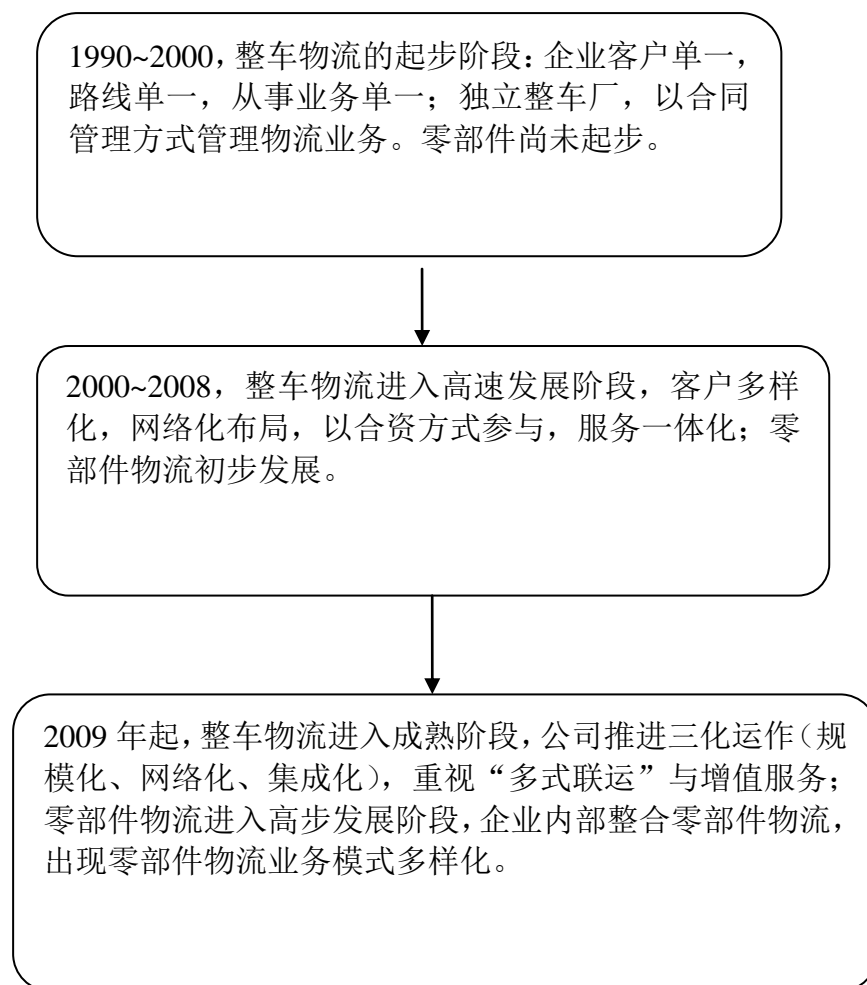 1990~2000，整车物流的起步阶段：企业客户单一，
路线单一，从事业务单一；独立整车厂，以合同
管理方式管理物流业务。零部件尚未起步。
2000~2008，整车物流进入高速发展阶段，客户多样
化，网络化布局，以合资方式参与，服务一体化；零
部件物流初步发展。
2009 年起，整车物流进入成熟阶段，公司推进三化运作（规
模化、网络化、集成化），重视“多式联运”与增值服务；
零部件物流进入高步发展阶段，企业内部整合零部件物流，
出现零部件物流业务模式多样化。